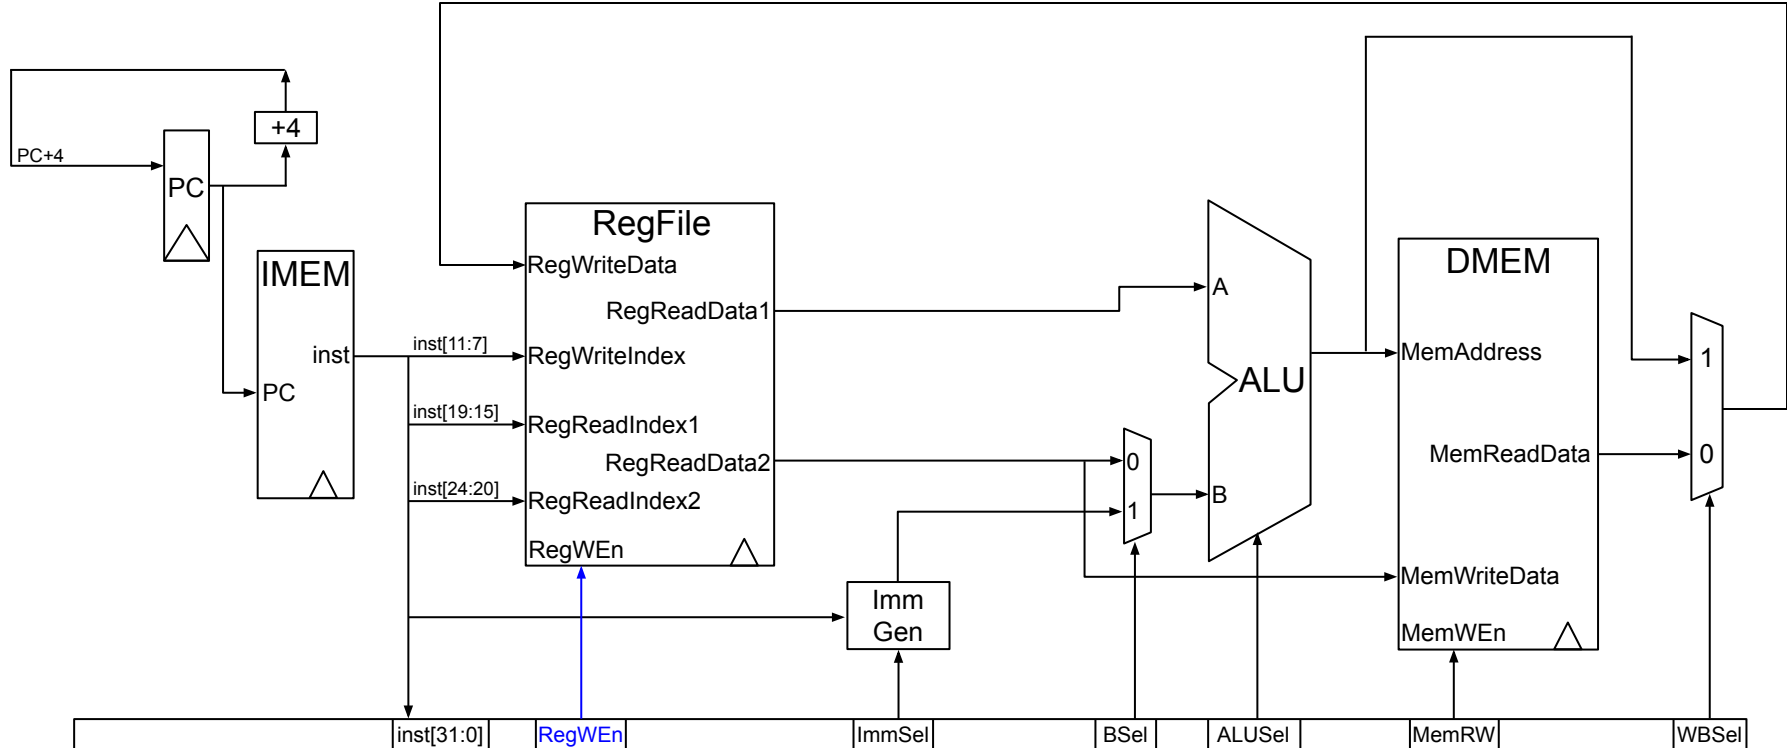 +4
PC+4
PC
IMEM
inst
PC
inst[11:7]
inst[19:15]
inst[24:20]
RegFile
RegWriteData
RegReadData1
RegWriteIndex
RegReadIndex1
RegReadData2
RegReadIndex2
RegWEn
Imm
Gen
0
1
A
ALU
B
DMEM
MemAddress
MemReadData
MemWriteData
MemWEn
1
0
inst[31:0]
RegWEn
ImmSel
BSel
ALUSel
MemRW
WBSel